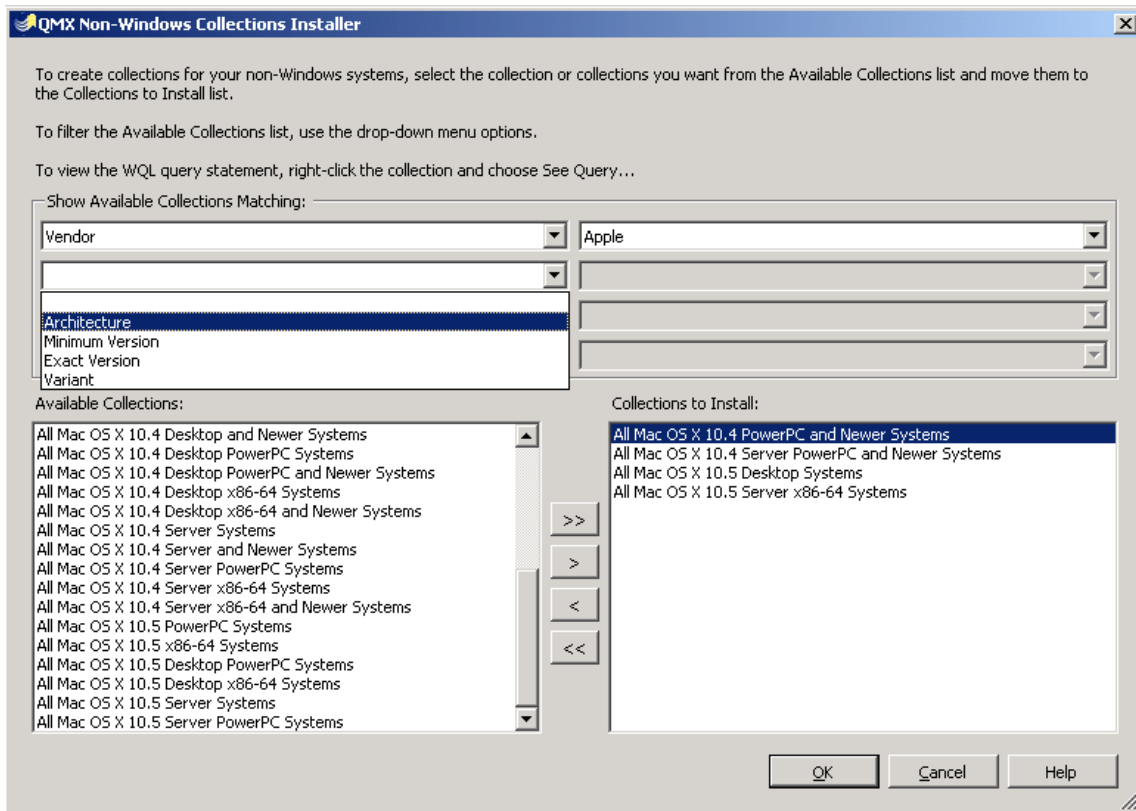 QMX Non-Windows Collections Installer
To create collections for your non-Windows systems, select the collection or collections you want from the Available Collections list and move them to
the Collections to Install list.
To filter the Available Collections list, use the drop-down menu options.
To view the WQL query statement, right-click the collection and choose See Query...
Show Available Collections Matching:
Vendor
Apple
Architecture
Minimum Version
Exact Version
Variant
Available Collections:
All Mac OS X 10.4 Desktop and Newer Systems
All Mac OS X 10.4 Desktop PowerPC Systems
All Mac OS X 10.4 Desktop PowerPC and Newer Systems
All Mac OS X 10.4 Desktop x86-64 Systems
All Mac OS X 10.4 Desktop x86-64 and Newer Systems
All Mac OS X 10.4 Server Systems
All Mac OS X 10.4 Server and Newer Systems
All Mac OS X 10.4 Server PowerPC Systems
All Mac OS X 10.4 Server x86-64 Systems
All Mac OS X 10.4 Server x86-64 and Newer Systems
All Mac OS X 10.5 PowerPC Systems
All Mac OS X 10.5 x86-64 Systems
All Mac OS X 10.5 Desktop PowerPC Systems
All Mac OS X 10.5 Desktop x86-64 Systems
All Mac OS X 10.5 Server Systems
All Mac OS X 10.5 Server PowerPC Systems
>>
>
<
<<
Collections to Install:
All Mac OS X 10.4 PowerPC and Newer Systems
All Mac OS X 10.4 Server PowerPC and Newer Systems
All Mac OS X 10.5 Desktop Systems
All Mac OS X 10.5 Server x86-64 Systems
OK
Cancel
Help